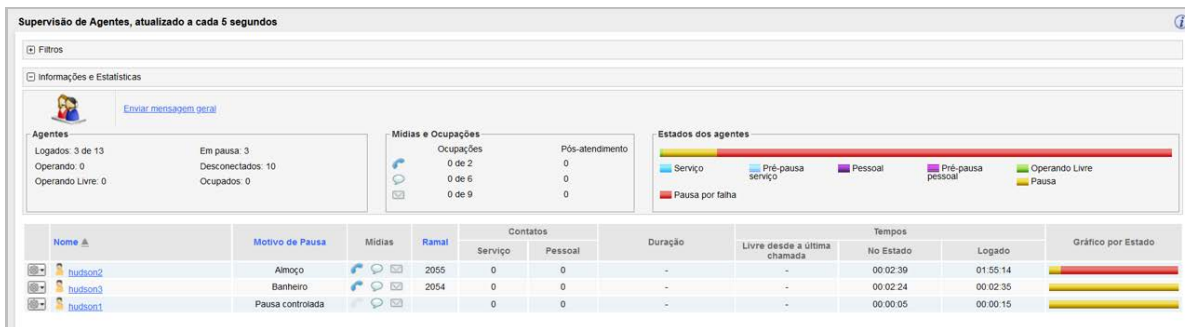 Supervisão de Agentes, atualizado a cada 5 segundos
Filtros
Informações e Estatísticas
Enviar mensagem geral
Agentes
Logados: 3 de 13 Em pausa: 3
Operando: 0 Desconectados: 10
Operando Livre: 0 Ocupados: 0
Mídias e Ocupações
Ocupações Pós-atendimento
0 de 2 0
0 de 6 0
0 de 9 0
Estados dos agentes
Serviço Pré-pausa serviço Pessoal Pré-pausa pessoal Operando Livre
Pausa
Pausa por falha
Contatos Tempos
Nome Motivo de Pausa Mídias Ramal Serviço Pessoal Duração Livre desde a última chamada No Estado Logado Gráfico por Estado
hudson2 Almoço 2055 0 0 - - 00:02:39 01:55:14
hudson3 Banheiro 2054 0 0 - - 00:02:24 00:02:35
hudson1 Pausa controlada 0 0 - - 00:00:05 00:00:15